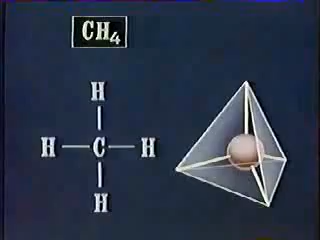 CH₄
H
H — C — H
H